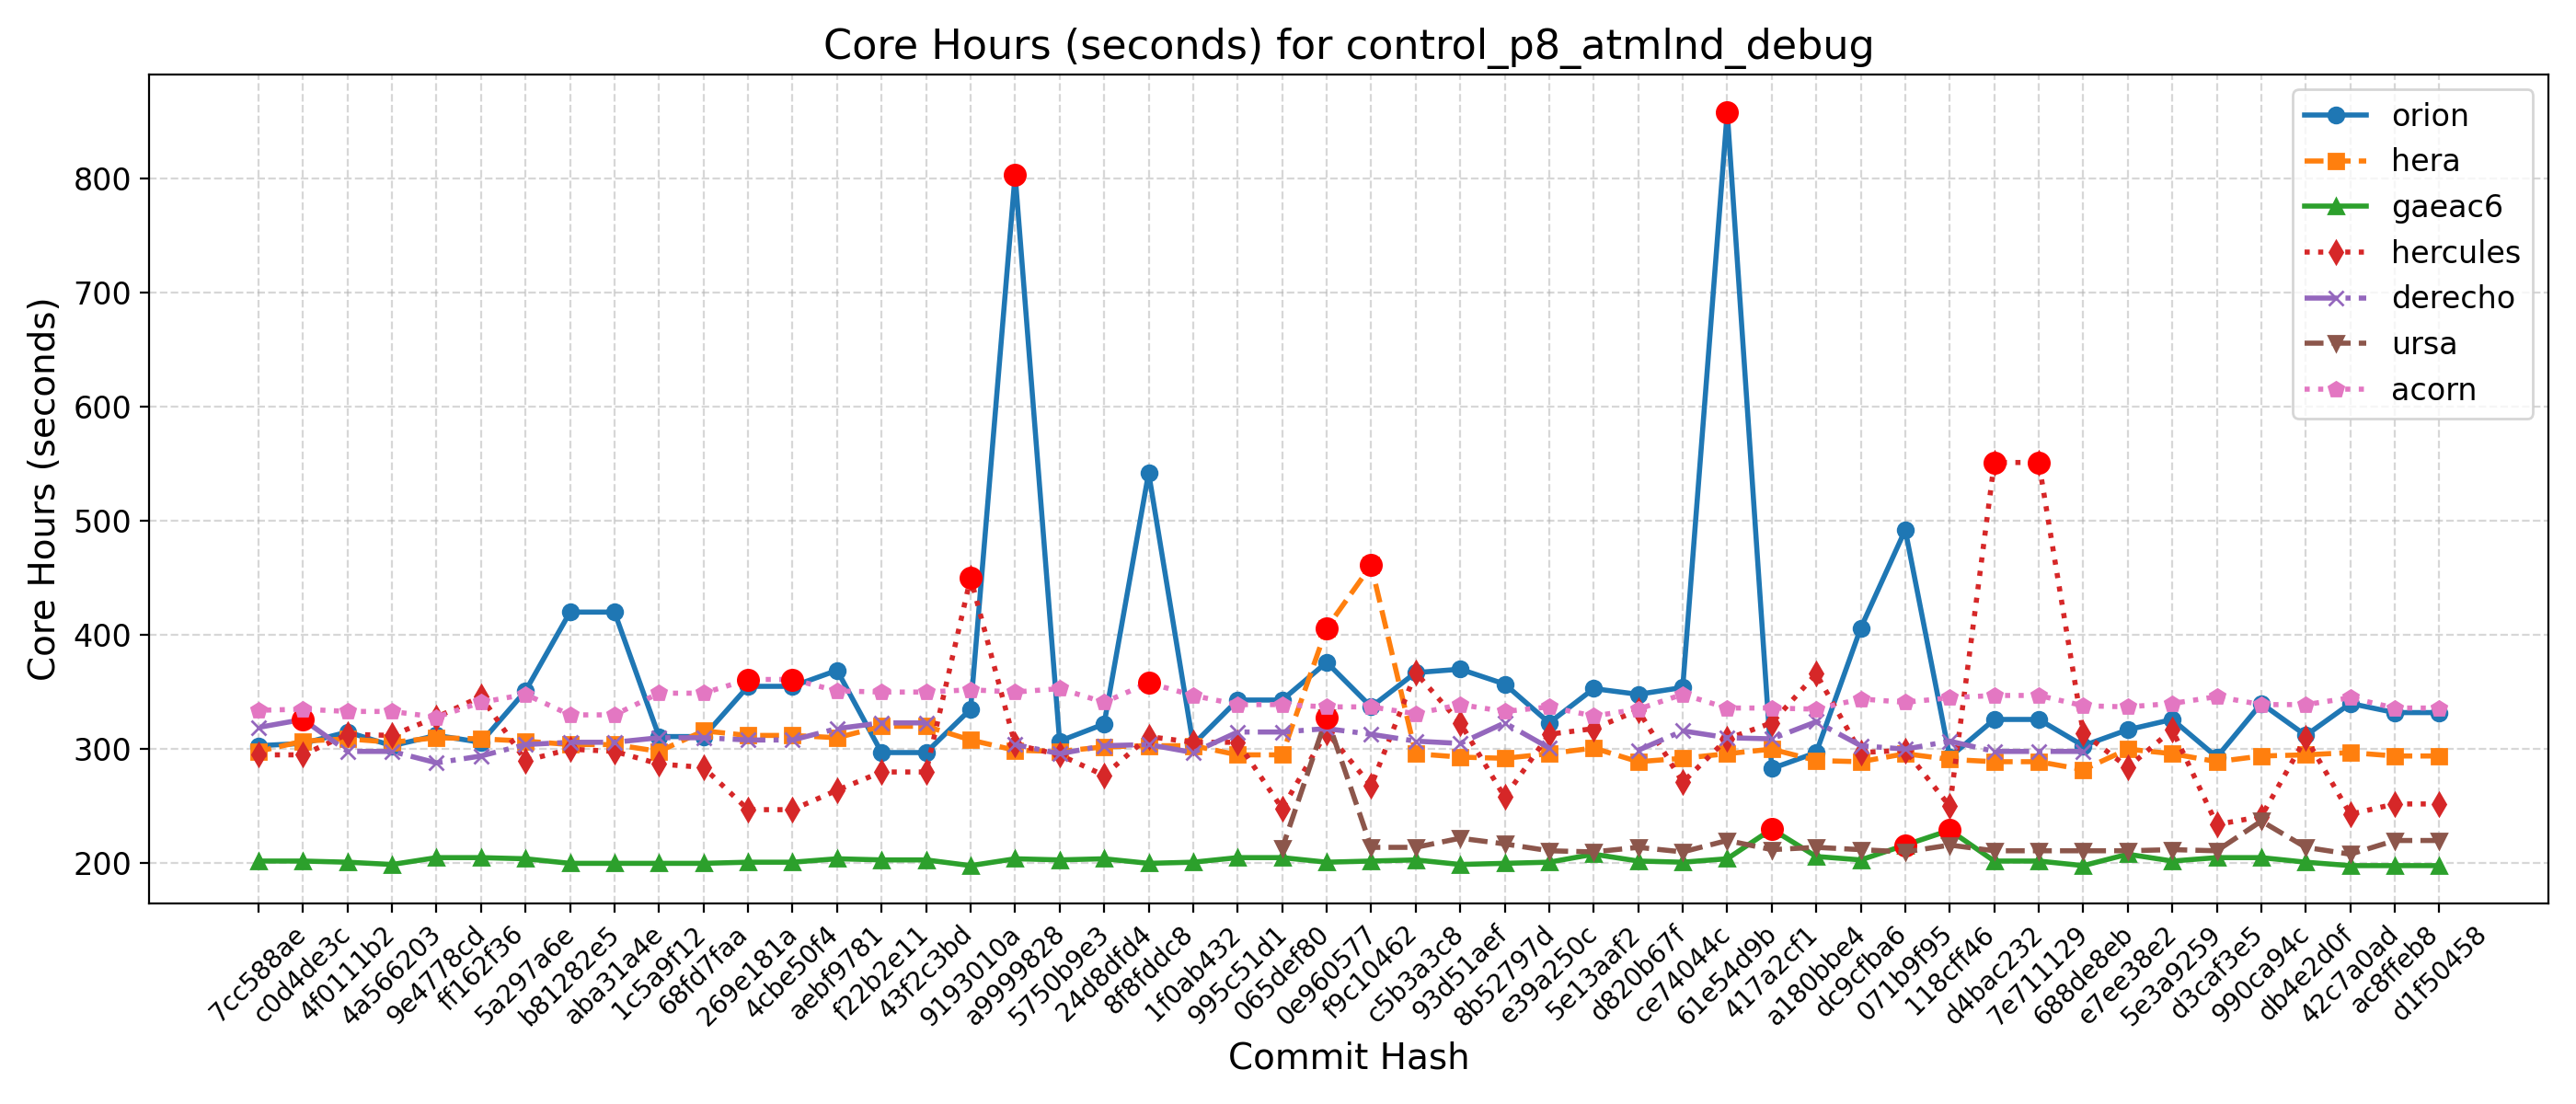 Core Hours (seconds) for control_p8_atmlnd_debug
Core Hours (seconds)
800
700
600
500
400
300
200
orion
hera
gaeac6
hercules
derecho
ursa
acorn
7cc588ae
c0d4de3c
4f0111b2
4a566203
9e4778cd
ff162f36
5a297a6e
b81282e5
aba31a4e
1c5a9f12
68fd7faa
269e181a
4cbe50f4
aebf9781
f22b2e11
43f2c3bd
9193010a
a9999828
5750b9e3
24d8dfd4
8f8fddc8
1f0ab432
995c51d1
065def80
0e960577
f9c10462
c5b3a3c8
93d51aef
8b52797d
e39a250c
5e13aaf2
d820b67f
ce74044c
61e54d9b
417a2cf1
a180bbe4
dc9cfba6
071b9f95
118cff46
d4bac232
7e711129
688de8eb
e7ee38e2
5e3a9259
d3caf3e5
990ca94c
db4e2d0f
42c7a0ad
ac8ffeb8
d1f50458
Commit Hash